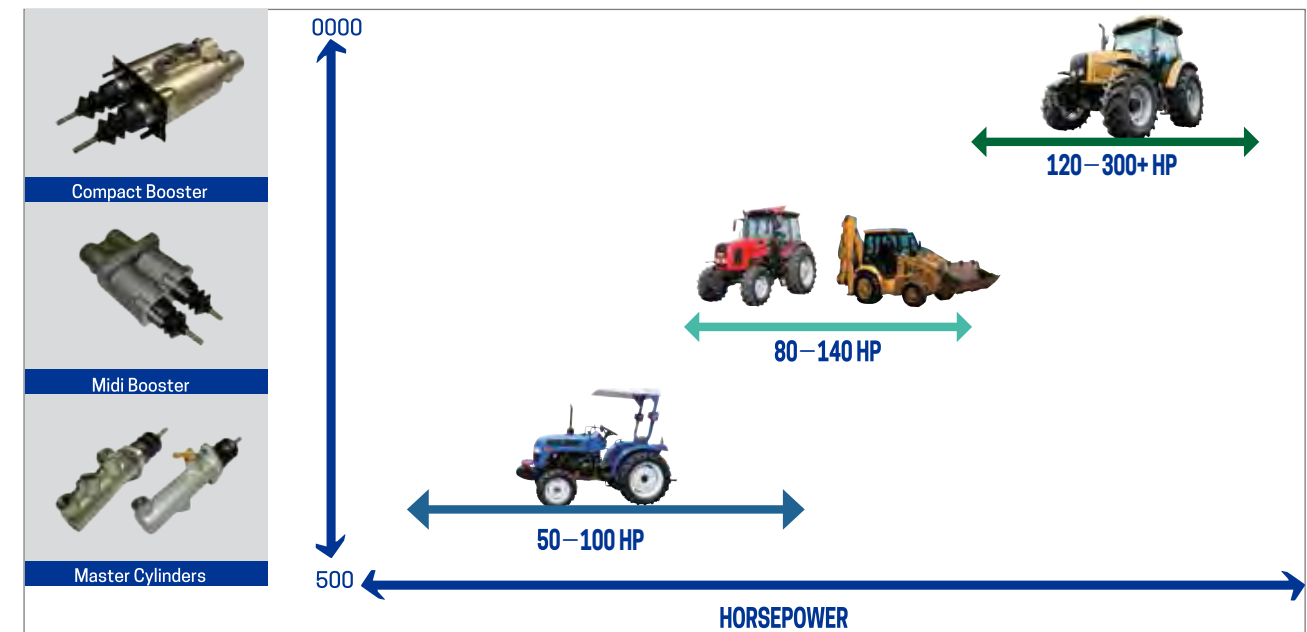 0000
Compact Booster
120–300+ HP
Midi Booster
80–140 HP
Master Cylinders
50–100 HP
500
HORSEPOWER